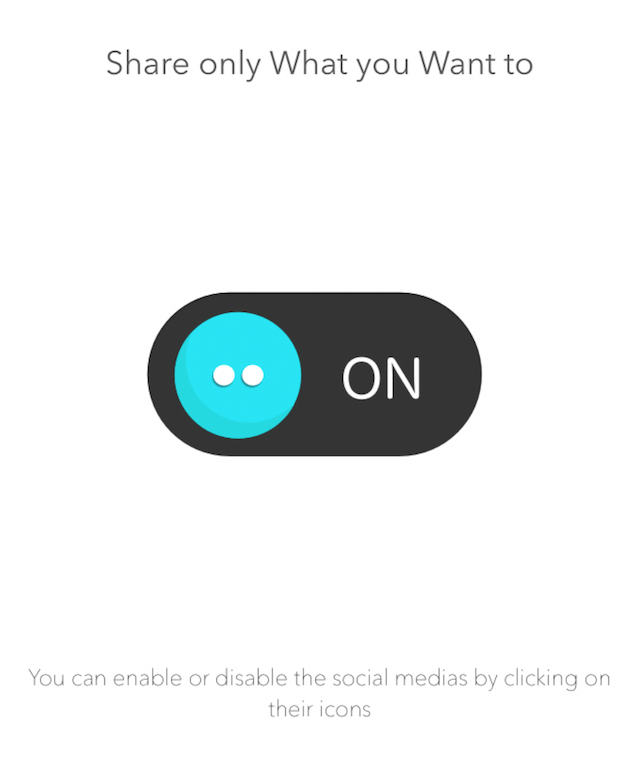 Share only What you Want to
ON
You can enable or disable the social medias by clicking on
their icons